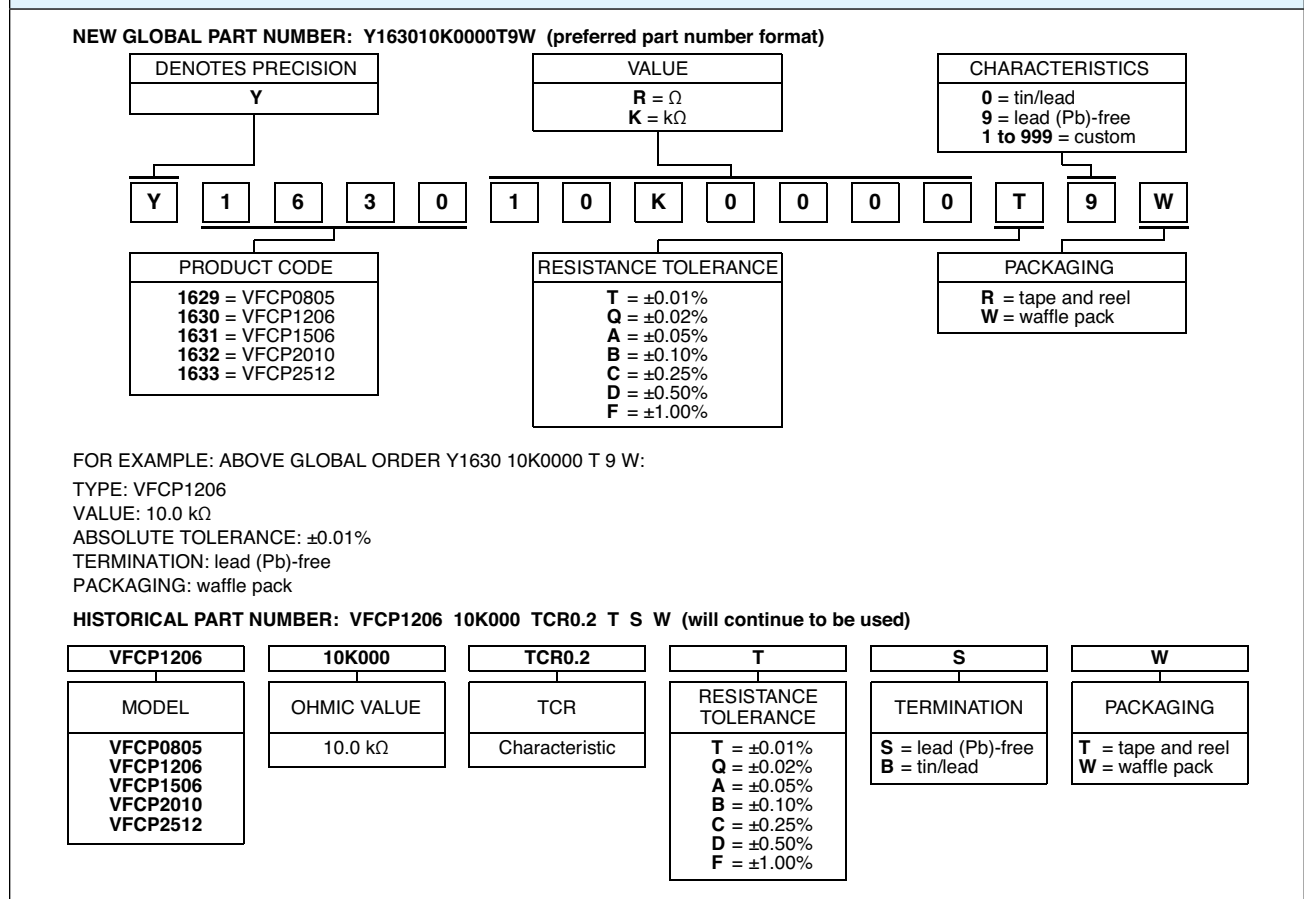 NEW GLOBAL PART NUMBER: Y163010K0000T9W (preferred part number format)
DENOTES PRECISION
Y
VALUE
R = Ω
K = kΩ
CHARACTERISTICS
0 = tin/lead
9 = lead (Pb)-free
1 to 999 = custom
Y 1 6 3 0 1 0 K 0 0 0 0 T 9 W
PRODUCT CODE
1629 = VFCP0805
1630 = VFCP1206
1631 = VFCP1506
1632 = VFCP2010
1633 = VFCP2512
RESISTANCE TOLERANCE
T = ±0.01%
Q = ±0.02%
A = ±0.05%
B = ±0.10%
C = ±0.25%
D = ±0.50%
F = ±1.00%
PACKAGING
R = tape and reel
W = waffle pack
FOR EXAMPLE: ABOVE GLOBAL ORDER Y1630 10K0000 T 9 W:
TYPE: VFCP1206
VALUE: 10.0 kΩ
ABSOLUTE TOLERANCE: ±0.01%
TERMINATION: lead (Pb)-free
PACKAGING: waffle pack
HISTORICAL PART NUMBER: VFCP1206 10K000 TCR0.2 T S W (will continue to be used)
VFCP1206
MODEL
VFCP0805
VFCP1206
VFCP1506
VFCP2010
VFCP2512
10K000
OHMIC VALUE
10.0 kΩ
TCR0.2
TCR
Characteristic
T
RESISTANCE
TOLERANCE
T = ±0.01%
Q = ±0.02%
A = ±0.05%
B = ±0.10%
C = ±0.25%
D = ±0.50%
F = ±1.00%
S
TERMINATION
S = lead (Pb)-free
B = tin/lead
W
PACKAGING
T = tape and reel
W = waffle pack